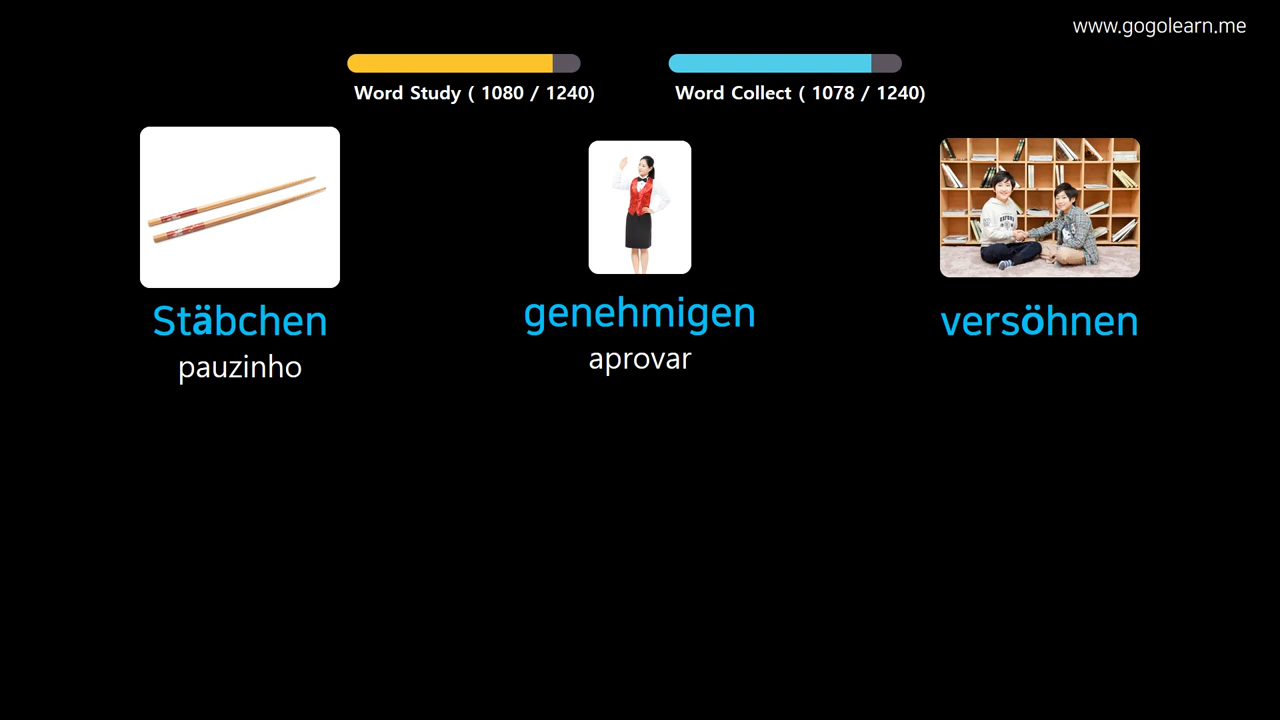 www.gogolearn.me
Word Study ( 1080 / 1240)
Word Collect ( 1078 / 1240)
Stäbchen
pauzinho
genehmigen
aprovar
versöhnen